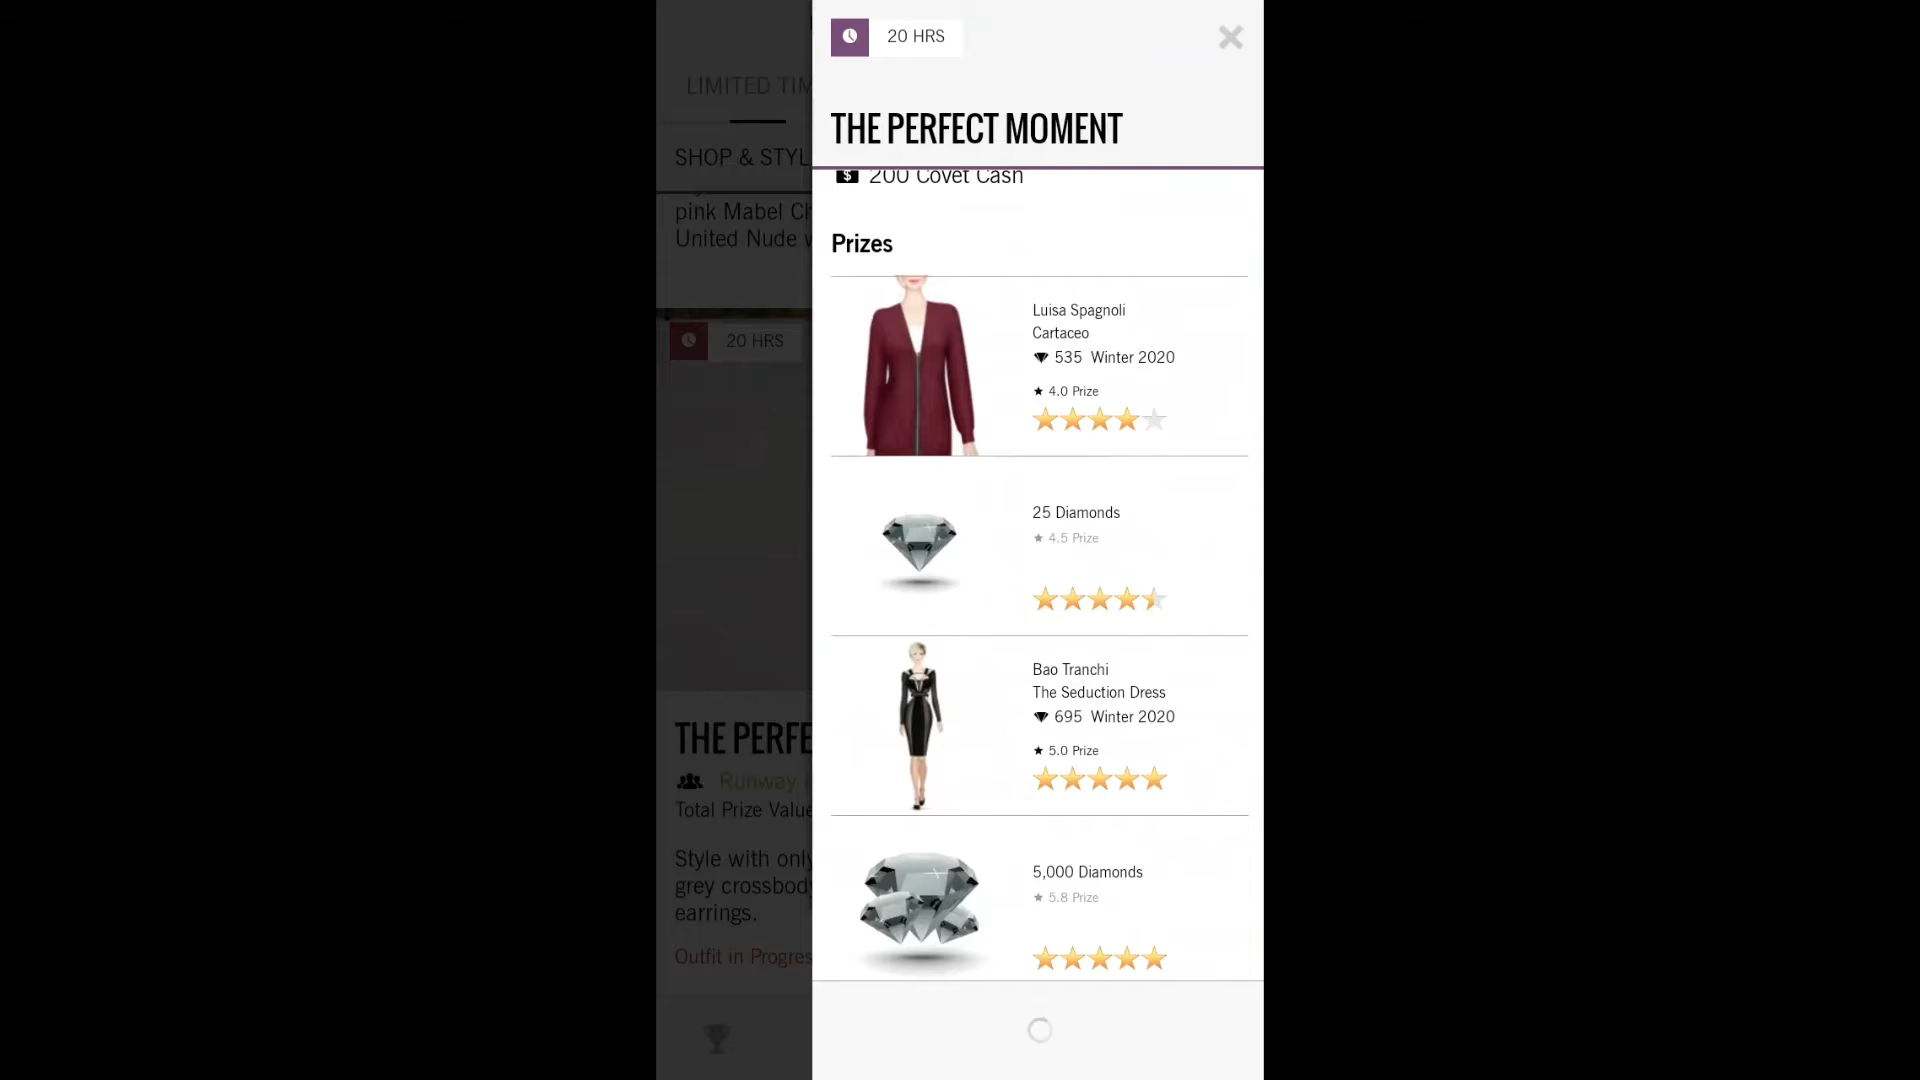 20 HRS
THE PERFECT MOMENT
200 Covet Cash
Prizes
Luisa Spagnoli
Cartaceo
535 Winter 2020
4.0 Prize
25 Diamonds
4.5 Prize
Bao Tranchi
The Seduction Dress
695 Winter 2020
5.0 Prize
5,000 Diamonds
5.8 Prize
LIMITED TIM
SHOP & STYL
pink Mabel Ch
United Nude w
20 HRS
THE PERFE
Runway
Total Prize Value
Style with only
grey crossbody
earrings.
Outfit in Progres